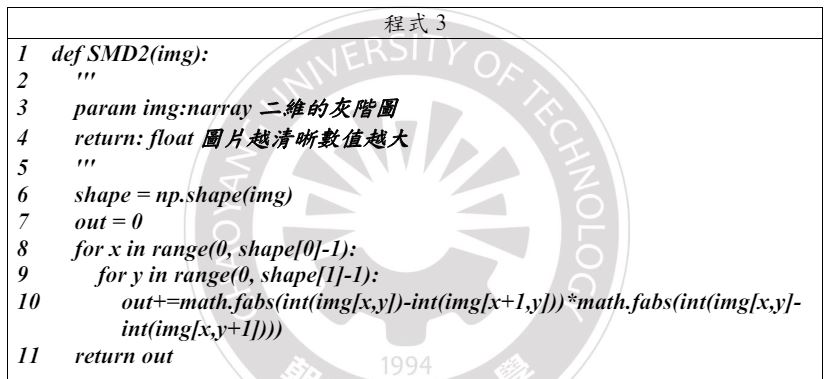 程式 3
1 def SMD2(img):
2 '''
3 param img:narray 二維的灰階圖
4 return: float 圖片越清晰數值越大
5 '''
6 shape = np.shape(img)
7 out = 0
8 for x in range(0, shape[0]-1):
9 for y in range(0, shape[1]-1):
10 out+=math.fabs(int(img[x,y])-int(img[x+1,y]))*math.fabs(int(img[x,y]-
int(img[x,y+1])))
11 return out
CHAOYANG UNIVERSITY OF TECHNOLOGY
1994